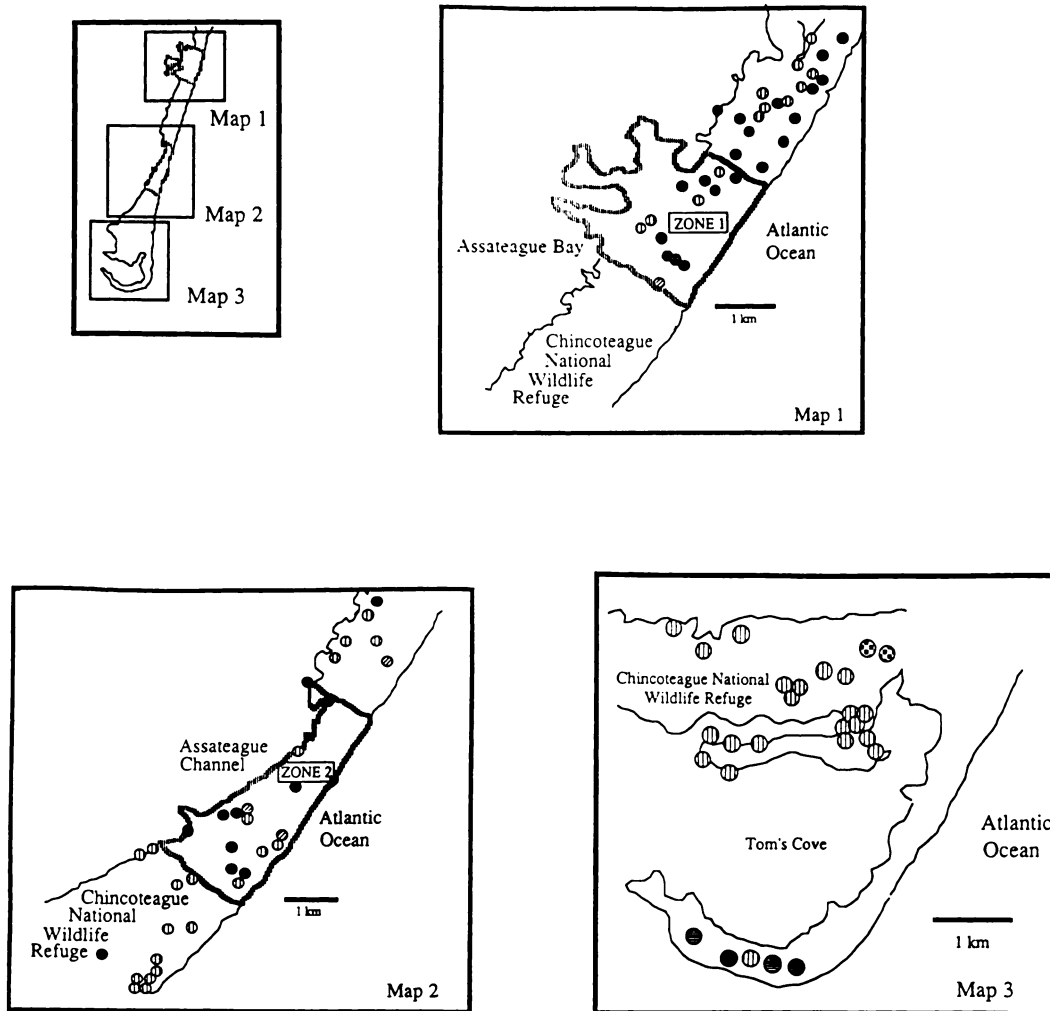 Map 1
Map 2
Map 3
ZONE 1
Assateague Bay
Atlantic
Ocean
1 km
Chincoteague
National
Wildlife
Refuge
Map 1
Assateague
Channel
ZONE 2
Atlantic
Ocean
Chincoteague
National
Wildlife
Refuge
1 km
Map 2
Chincoteague National
Wildlife Refuge
Tom's Cove
Atlantic
Ocean
1 km
Map 3